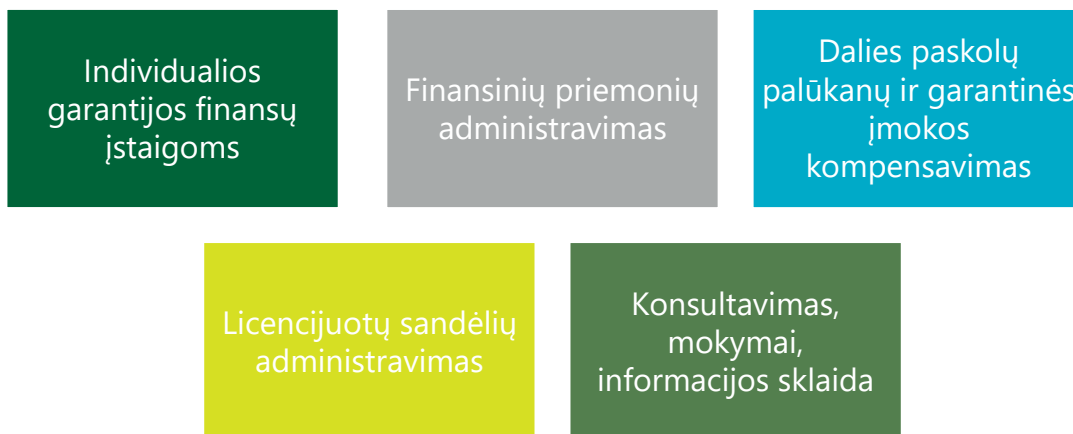 Individualios
garantijos finansų
įstaigoms
Finansinių priemonių
administravimas
Dalies paskolų
palūkanų ir garantinės
įmokos
kompensavimas
Licencijuotų sandėlių
administravimas
Konsultavimas,
mokymai,
informacijos sklaida